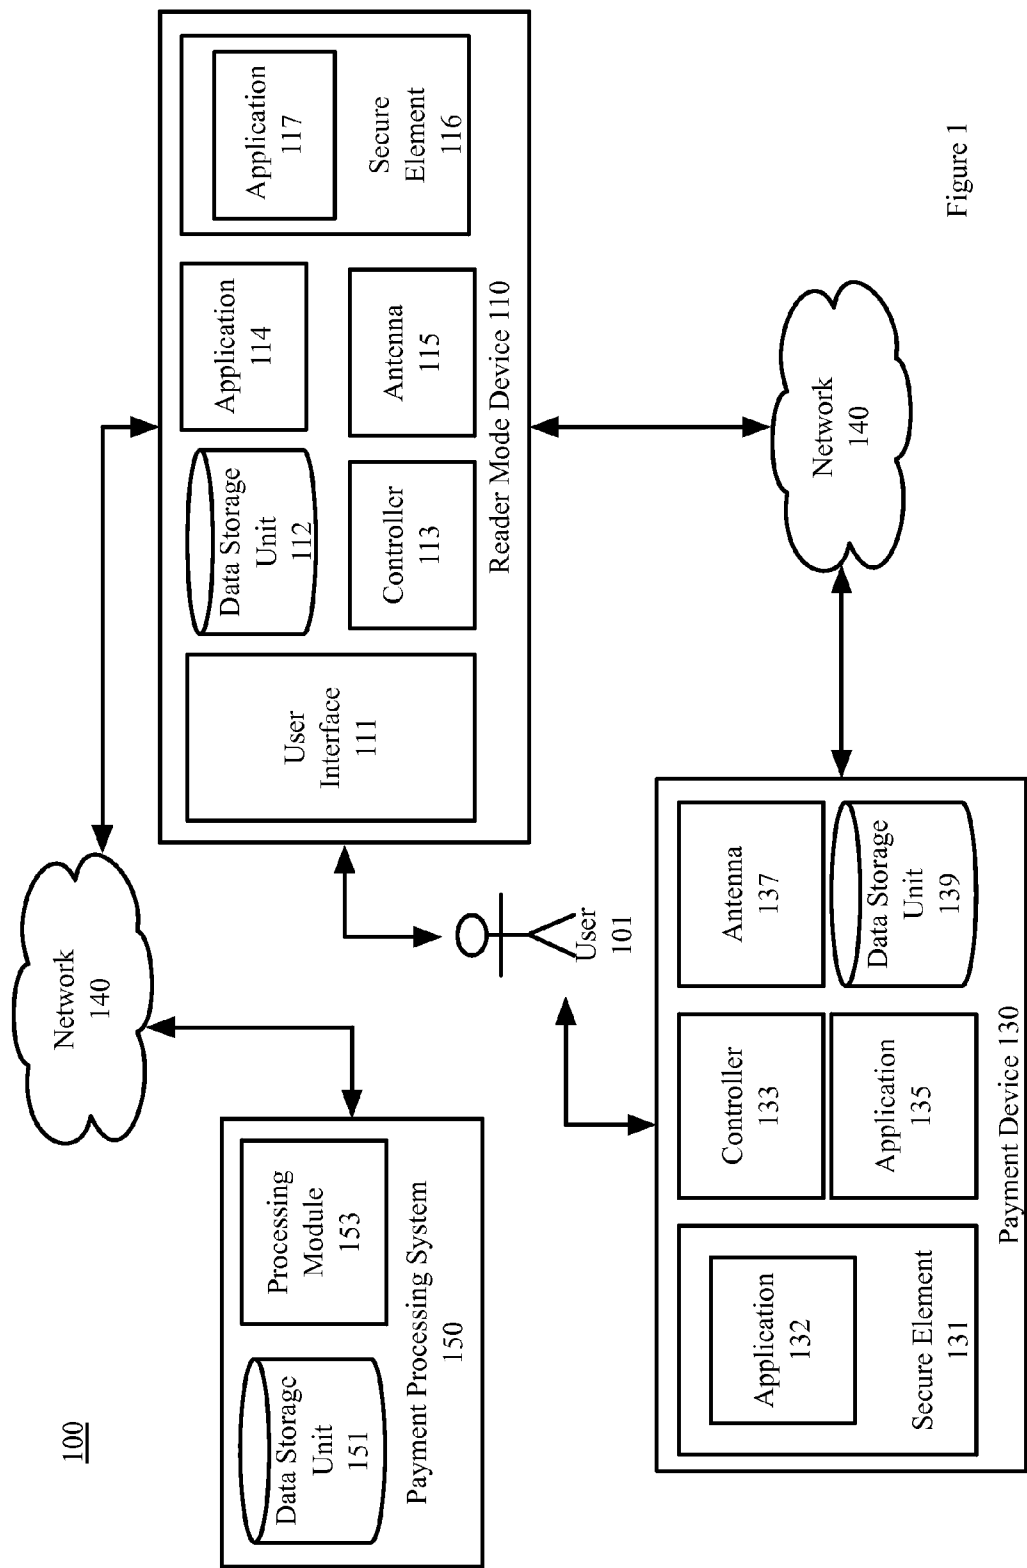 100
Network
140
Data Storage
Unit
151
Processing
Module
153
Payment Processing System
150
User
Interface
111
Data Storage
Unit
112
Controller
113
Application
114
Antenna
115
Application
117
Secure
Element
116
Reader Mode Device 110
User
101
Application
132
Secure Element
131
Controller
133
Application
135
Antenna
137
Data Storage
Unit
139
Payment Device 130
Network
140
Figure 1